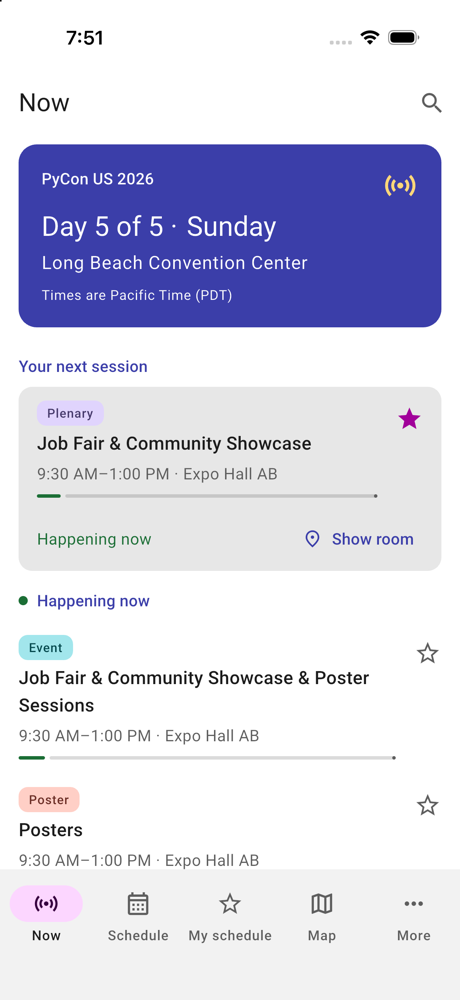 7:51
Now
PyCon US 2026
Day 5 of 5 · Sunday
Long Beach Convention Center
Times are Pacific Time (PDT)
Your next session
Plenary
Job Fair & Community Showcase
9:30 AM–1:00 PM · Expo Hall AB
Happening now
Show room
Happening now
Event
Job Fair & Community Showcase & Poster
Sessions
9:30 AM–1:00 PM · Expo Hall AB
Poster
Posters
9:30 AM–1:00 PM · Expo Hall AB
Now
Schedule
My schedule
Map
More